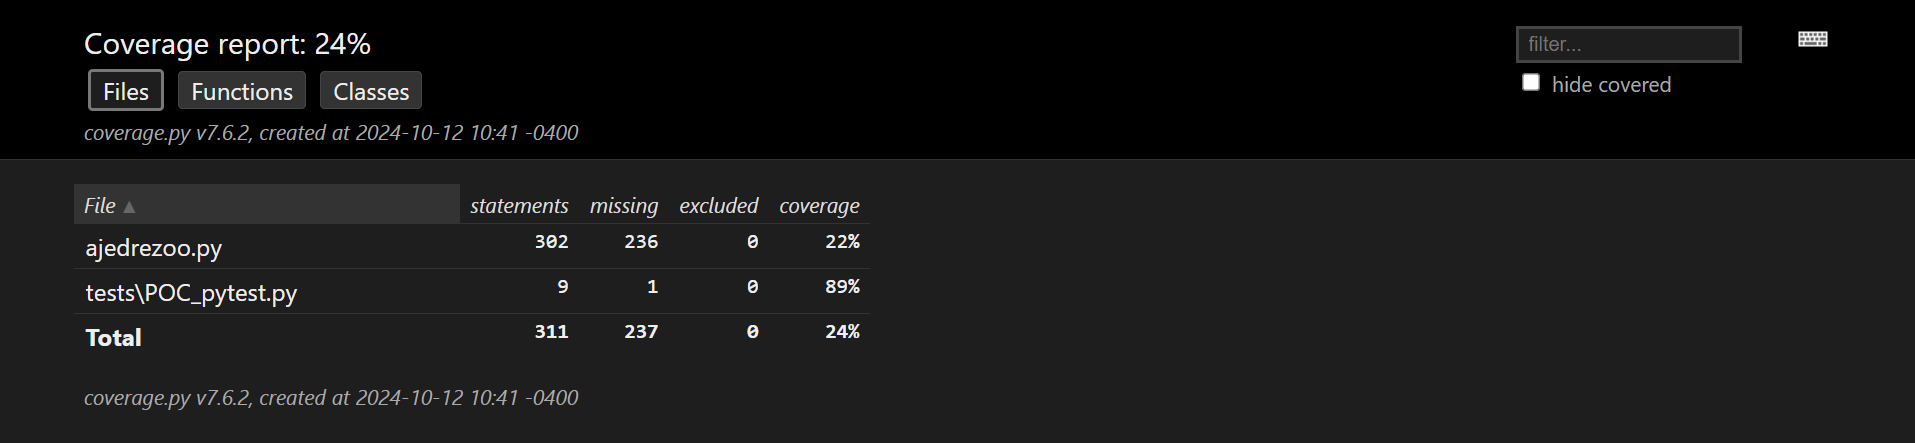 Coverage report: 24%
filter...
hide covered
Files Functions Classes
coverage.py v7.6.2, created at 2024-10-12 10:41 -0400
File ▲ statements missing excluded coverage
ajedrezoo.py 302 236 0 22%
tests\POC_pytest.py 9 1 0 89%
Total 311 237 0 24%
coverage.py v7.6.2, created at 2024-10-12 10:41 -0400